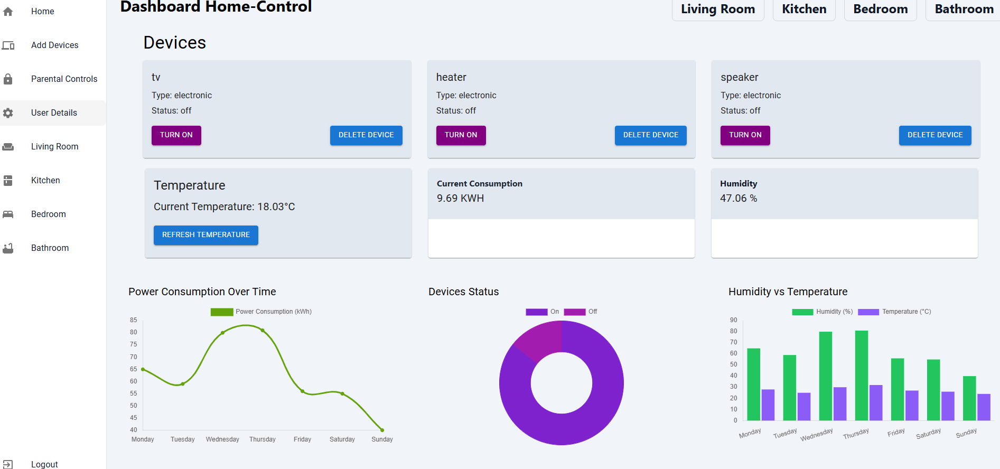 Home
Add Devices
Parental Controls
User Details
Living Room
Kitchen
Bedroom
Bathroom
Logout
Dashboard Home-Control
Living Room Kitchen Bedroom Bathroom
Devices
tv
Type: electronic
Status: off
TURN ON DELETE DEVICE
heater
Type: electronic
Status: off
TURN ON DELETE DEVICE
speaker
Type: electronic
Status: off
TURN ON DELETE DEVICE
Temperature
Current Temperature: 18.03°C
REFRESH TEMPERATURE
Current Consumption
9.69 KWH
Humidity
47.06 %
Power Consumption Over Time
Power Consumption (kWh)
85
80
75
70
65
60
55
50
45
40
Monday Tuesday Wednesday Thursday Friday Saturday Sunday
Devices Status
On Off
Humidity vs Temperature
Humidity (%) Temperature (°C)
90
80
70
60
50
40
30
20
10
0
Monday Tuesday Wednesday Thursday Friday Saturday Sunday